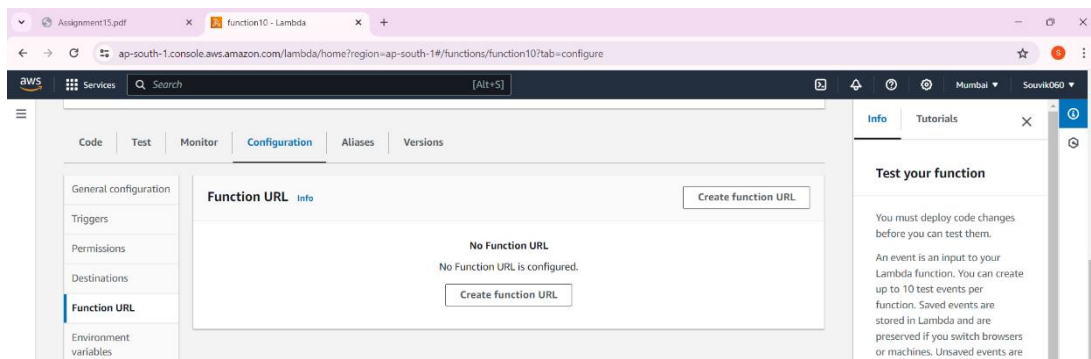 Assignment15.pdf
function10 - Lambda
ap-south-1.console.aws.amazon.com/lambda/home?region=ap-south-1#/functions/function10?tab=configure
S
aws
Services
Search
[Alt+S]
Mumbai
Souvik060
Code
Test
Monitor
Configuration
Aliases
Versions
General configuration
Triggers
Permissions
Destinations
Function URL
Environment
variables
Function URL Info
Create function URL
No Function URL
No Function URL is configured.
Create function URL
Info
Tutorials
Test your function
You must deploy code changes
before you can test them.
An event is an input to your
Lambda function. You can create
up to 10 test events per
function. Saved events are
stored in Lambda and are
preserved if you switch browsers
or machines. Unsaved events are